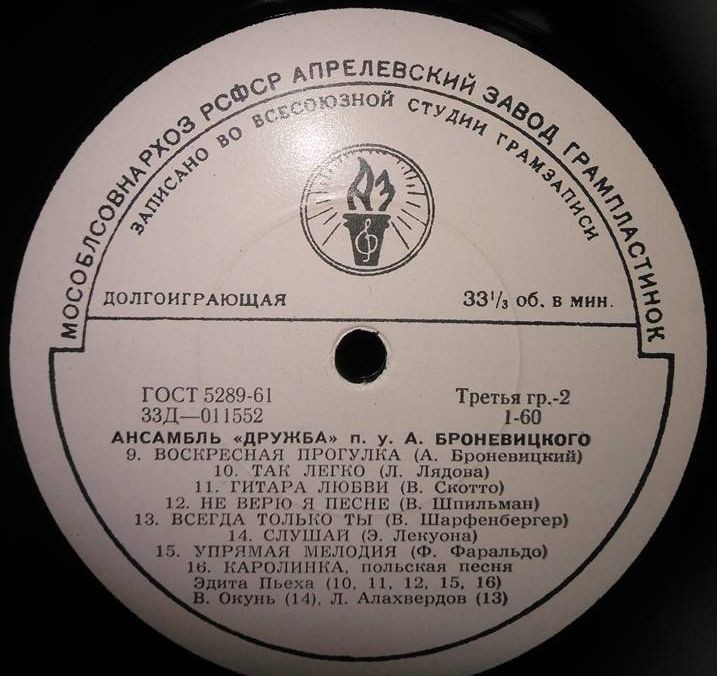 МОСОБЛСОВНАРХОЗ РСФСР АПРЕЛЕВСКИЙ ЗАВОД ГРАМПЛАСТИНОК
ЗАПИСАНО ВО ВСЕСОЮЗНОЙ СТУДИИ ГРАМЗАПИСИ
АЗ
ДОЛГОИГРАЮЩАЯ 33⅓ об. в мин.
ГОСТ 5289-61 Третья гр.-2
33Д—011552 1-60
АНСАМБЛЬ «ДРУЖБА» п. у. А. БРОНЕВИЦКОГО
9. ВОСКРЕСНАЯ ПРОГУЛКА (А. Броневицкий)
10. ТАК ЛЕГКО (Л. Лядова)
11. ГИТАРА ЛЮБВИ (В. Скотто)
12. НЕ ВЕРЮ Я ПЕСНЕ (В. Шпильман)
13. ВСЕГДА ТОЛЬКО ТЫ (В. Шарфенбергер)
14. СЛУШАЙ (Э. Лекуона)
15. УПРЯМАЯ МЕЛОДИЯ (Ф. Фаральдо)
16. КАРОЛИНКА, польская песня
Эдита Пьеха (10, 11, 12, 15, 16)
В. Окунь (14), Л. Алахвердов (13)